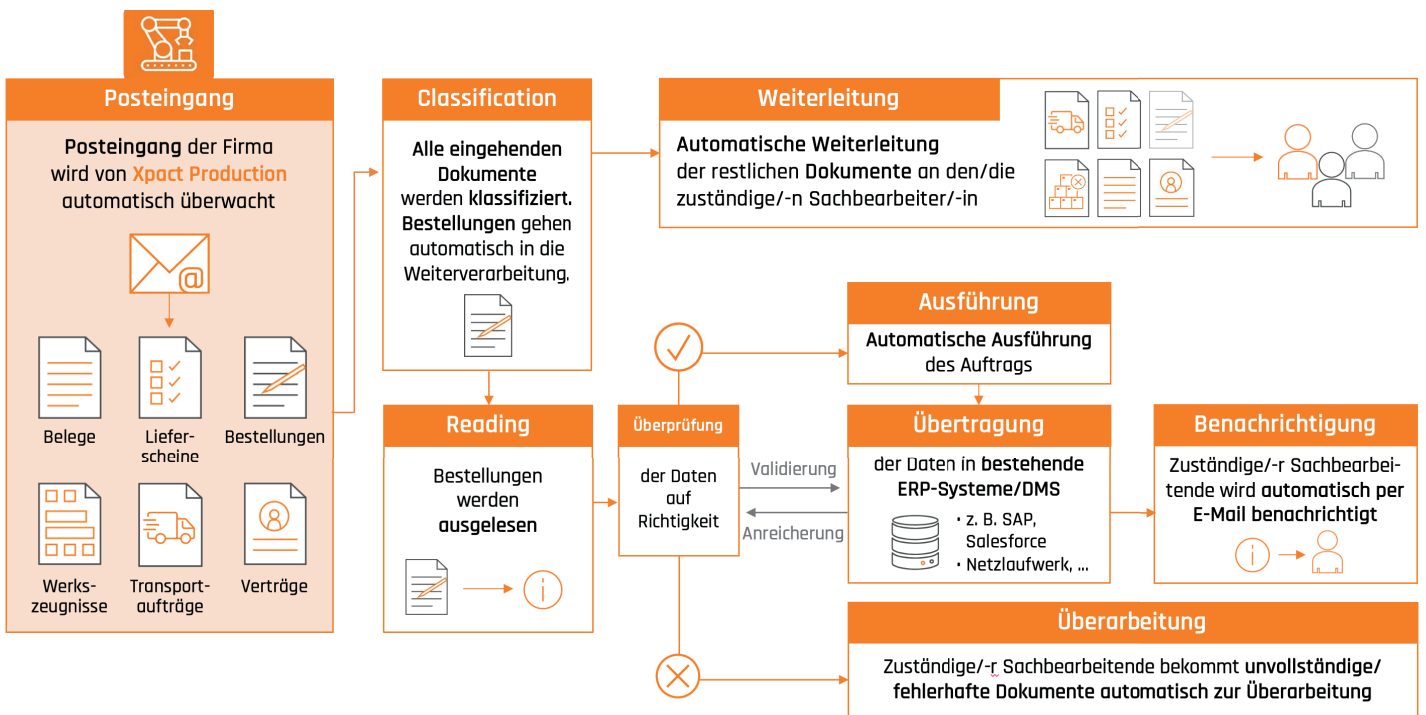 Posteingang
Posteingang der Firma
wird von Xpact Production
automatisch überwacht
@
Belege
Liefer-
scheine
Bestellungen
Werks-
zeugnisse
Transport-
aufträge
Verträge
Classification
Alle eingehenden
Dokumente
werden klassifiziert.
Bestellungen gehen
automatisch in die
Weiterverarbeitung.
Weiterleitung
Automatische Weiterleitung
der restlichen Dokumente an den/die
zuständige/-n Sachbearbeiter/-in
Reading
Bestellungen
werden
ausgelesen
i
Überprüfung
der Daten
auf
Richtigkeit
Validierung
Anreicherung
Ausführung
Automatische Ausführung
des Auftrags
Übertragung
der Daten in bestehende
ERP-Systeme/DMS
• z. B. SAP,
Salesforce
• Netzlaufwerk, ...
Benachrichtigung
Zuständige/-r Sachbearbei-
tende wird automatisch per
E-Mail benachrichtigt
i
Überarbeitung
Zuständige/-r Sachbearbeitende bekommt unvollständige/
fehlerhafte Dokumente automatisch zur Überarbeitung